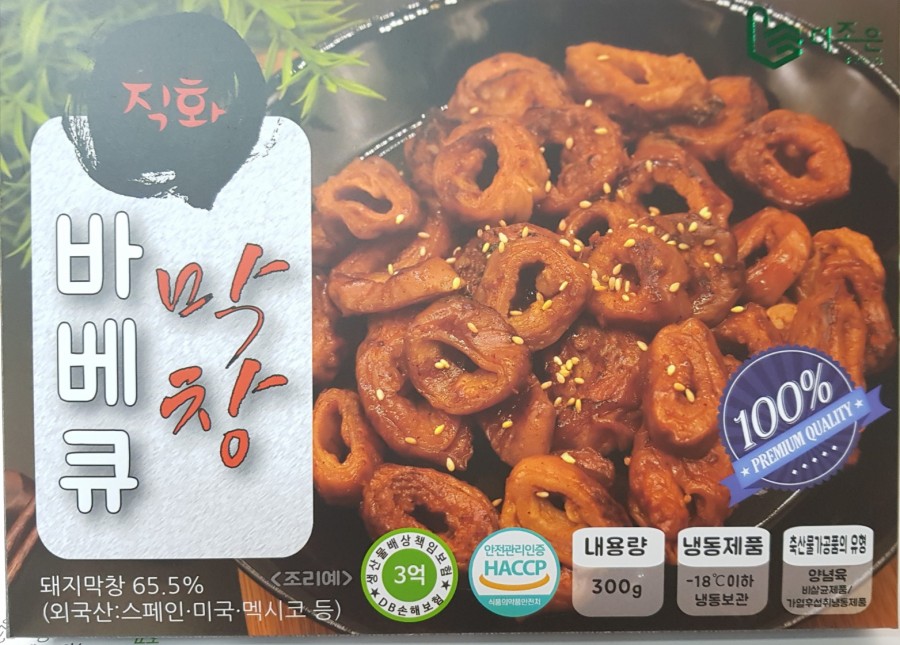 더조은
직화
바베큐
막창
100%
PREMIUM QUALITY
돼지막창 65.5%
(외국산:스페인·미국·멕시코 등)
<조리예>
생산물배상책임보험
3억
DB손해보험
안전관리인증
HACCP
식품의약품안전처
내용량
300g
냉동제품
-18℃이하
냉동보관
축산물가공품의 유형
양념육
비살균제품/
가열후섭취냉동제품